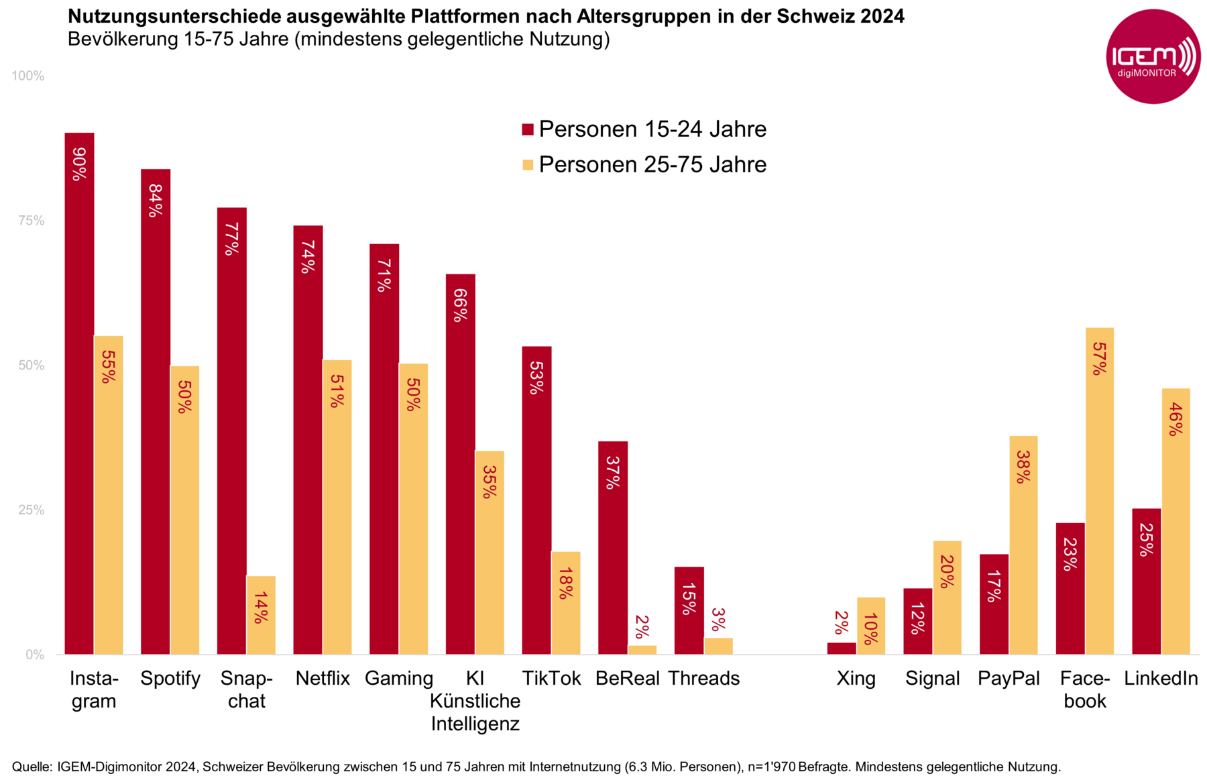 Nutzungsunterschiede ausgewählte Plattformen nach Altersgruppen in der Schweiz 2024
Bevölkerung 15-75 Jahre (mindestens gelegentliche Nutzung)
IGEM
digiMONITOR
100%
75%
50%
25%
0%
Personen 15-24 Jahre
Personen 25-75 Jahre
90%
55%
84%
50%
77%
14%
74%
51%
71%
50%
66%
35%
53%
18%
37%
2%
15%
3%
2%
10%
12%
20%
17%
38%
23%
57%
25%
46%
Insta-
gram
Spotify
Snap-
chat
Netflix
Gaming
KI
Künstliche
Intelligenz
TikTok
BeReal
Threads
Xing
Signal
PayPal
Face-
book
LinkedIn
Quelle: IGEM-Digimonitor 2024, Schweizer Bevölkerung zwischen 15 und 75 Jahren mit Internetnutzung (6.3 Mio. Personen), n=1'970 Befragte. Mindestens gelegentliche Nutzung.